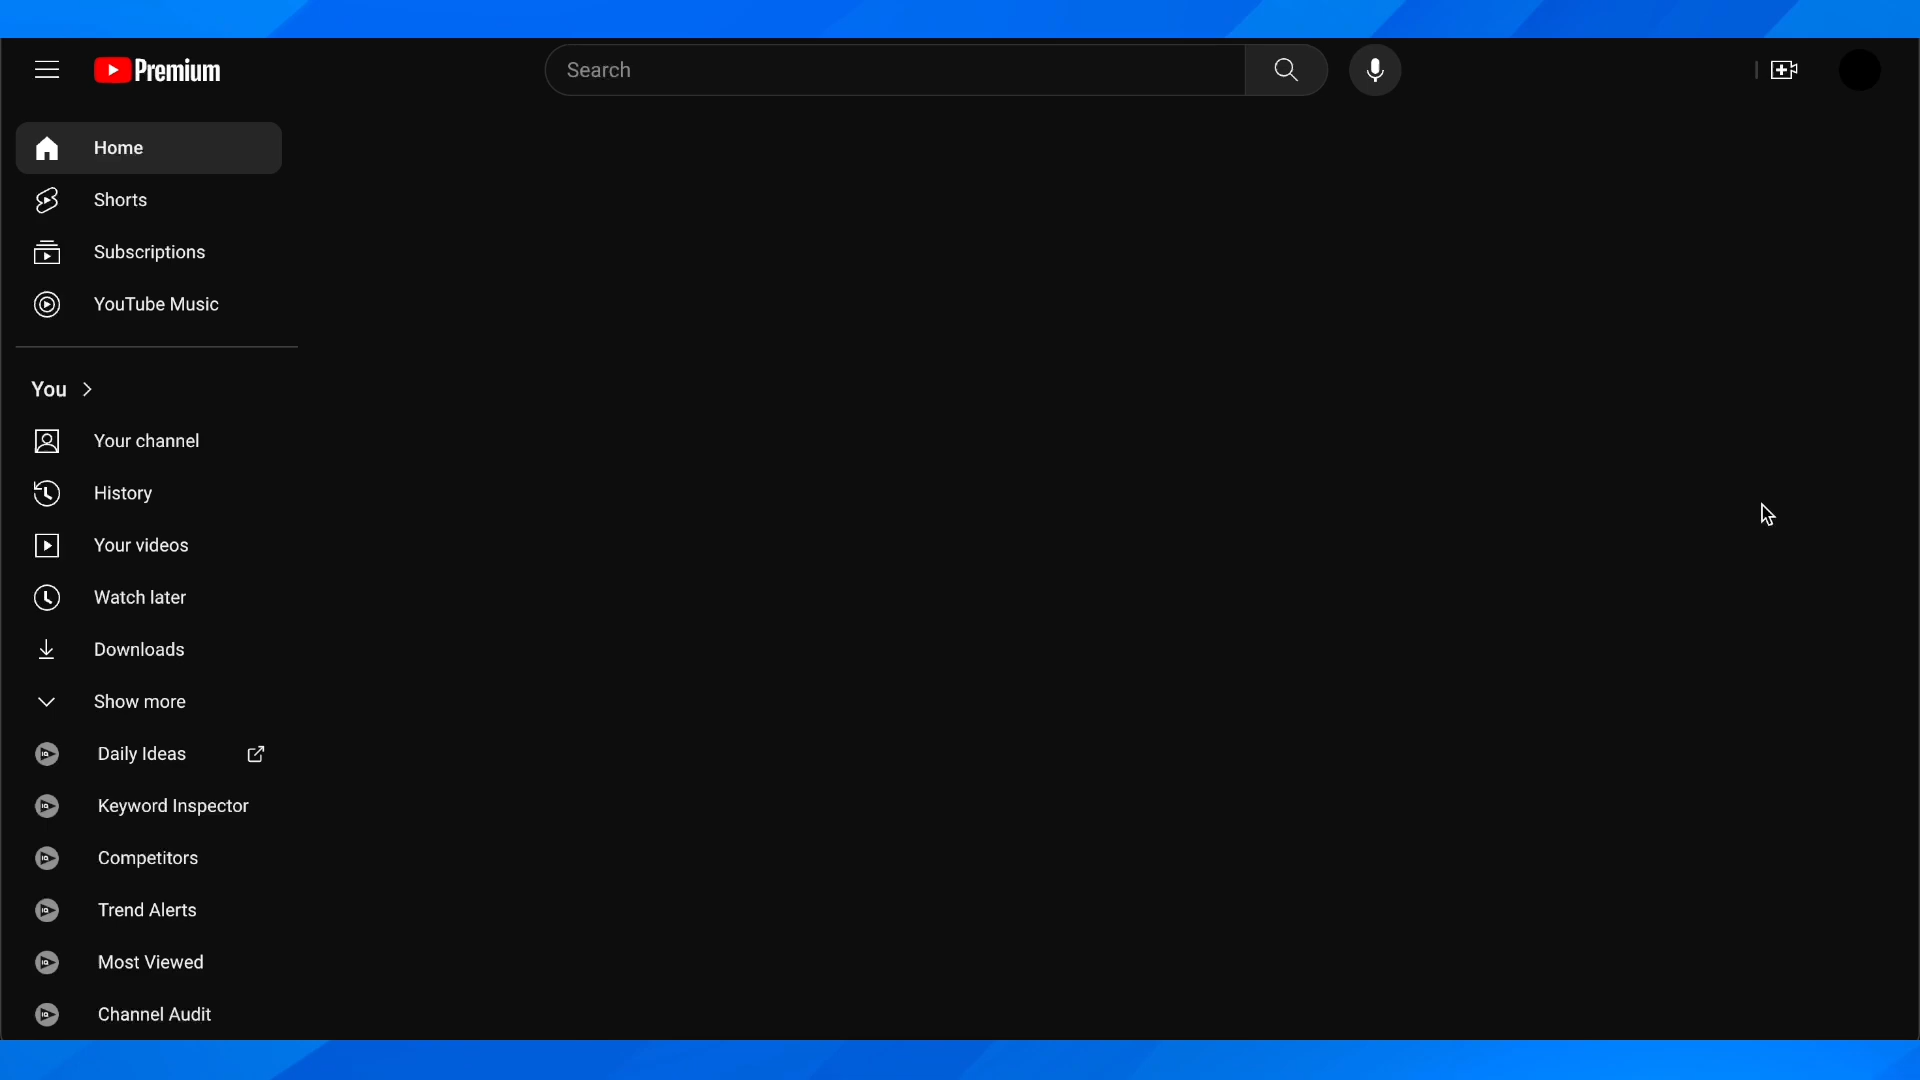 Premium
Search
Home
Shorts
Subscriptions
YouTube Music
You
Your channel
History
Your videos
Watch later
Downloads
Show more
Daily Ideas
Keyword Inspector
Competitors
Trend Alerts
Most Viewed
Channel Audit